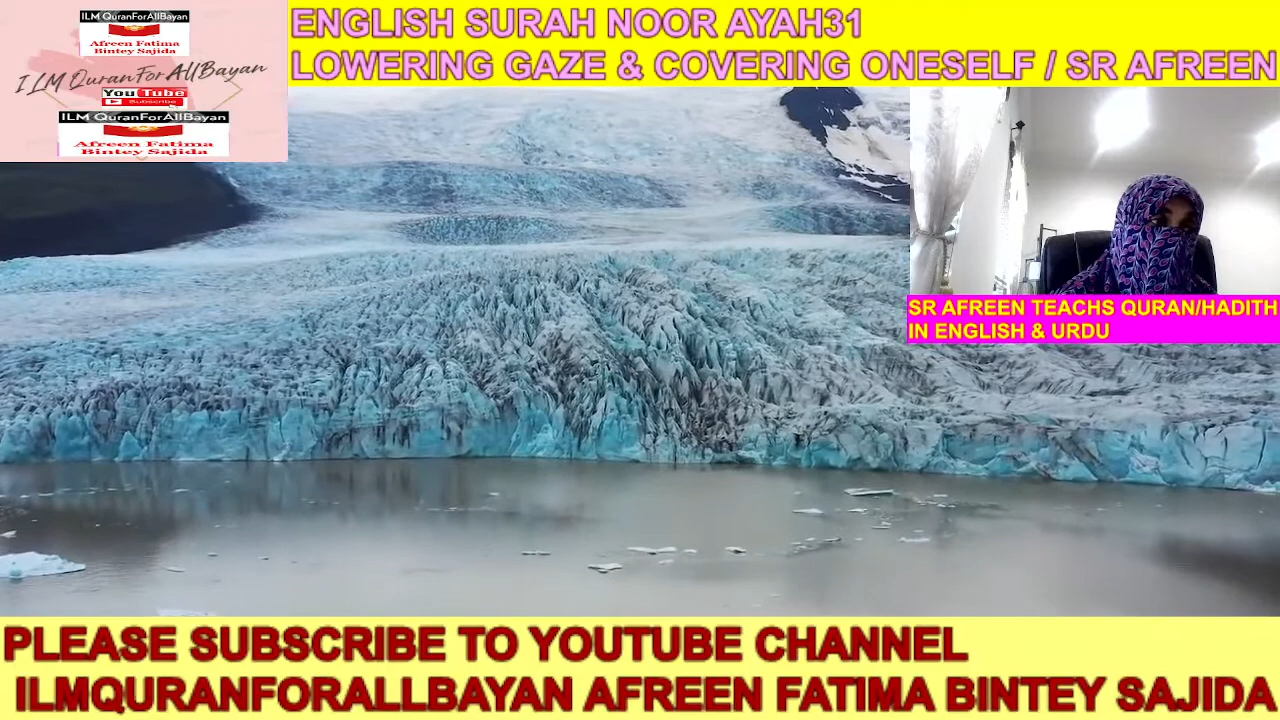 ILM QuranForAllBayan
Afreen Fatima
Bintey Sajida
ILM QuranForAllBayan
YouTube
Subscribe
ILM QuranForAllBayan
Afreen Fatima
Bintey Sajida
ENGLISH SURAH NOOR AYAH31
LOWERING GAZE & COVERING ONESELF / SR AFREEN
SR AFREEN TEACHS QURAN/HADITH
IN ENGLISH & URDU
PLEASE SUBSCRIBE TO YOUTUBE CHANNEL
ILMQURANFORALLBAYAN AFREEN FATIMA BINTEY SAJIDA